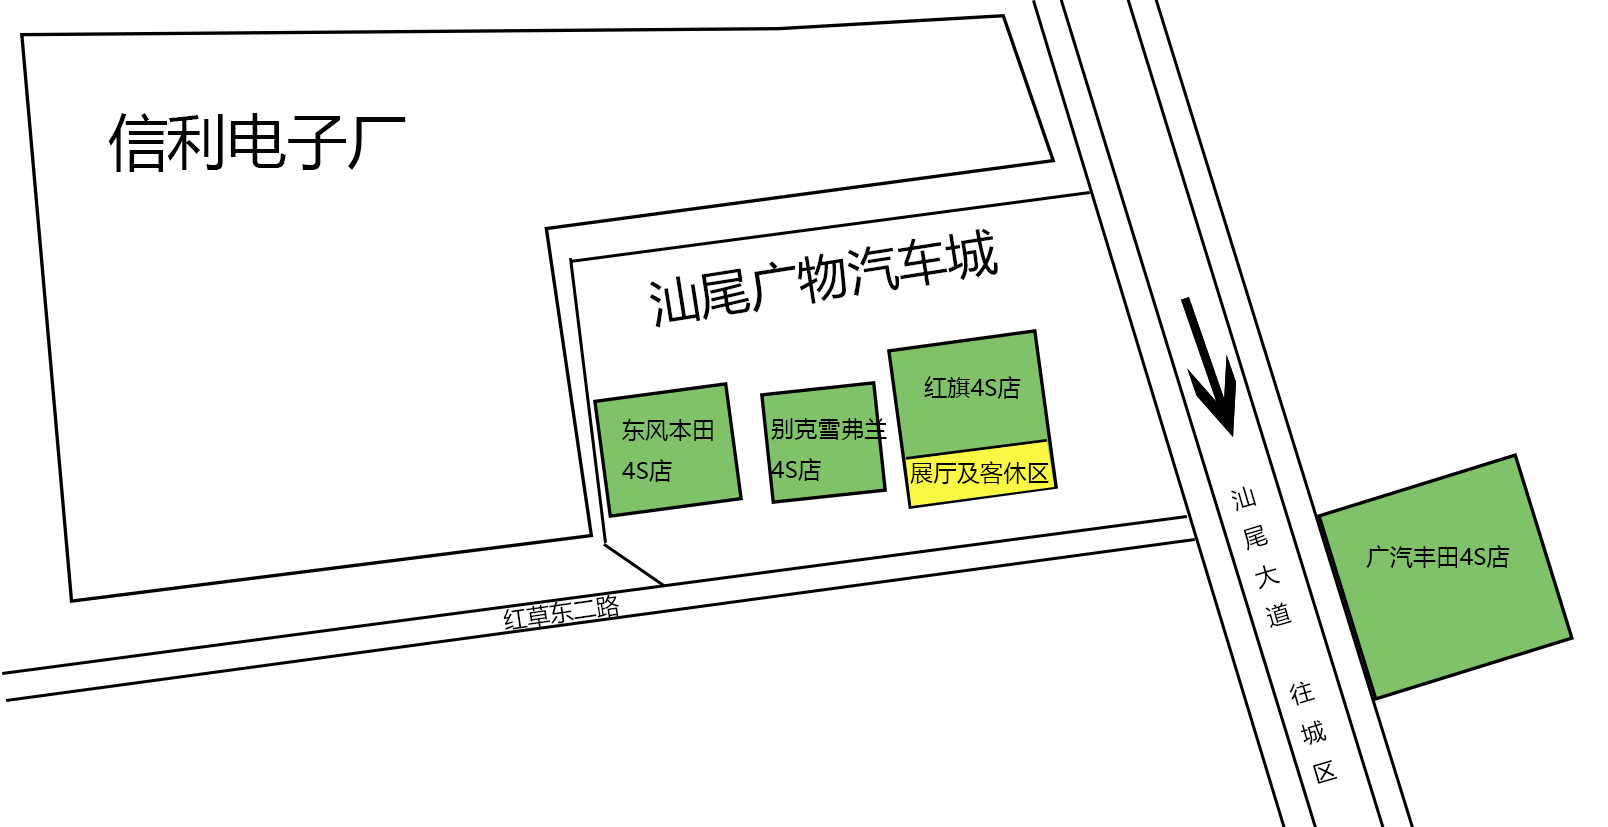 信利电子厂
汕尾广物汽车城
红旗4S店
展厅及客休区
东风本田
4S店
别克雪弗兰
4S店
广汽丰田4S店
红草东二路
汕尾大道 往城区